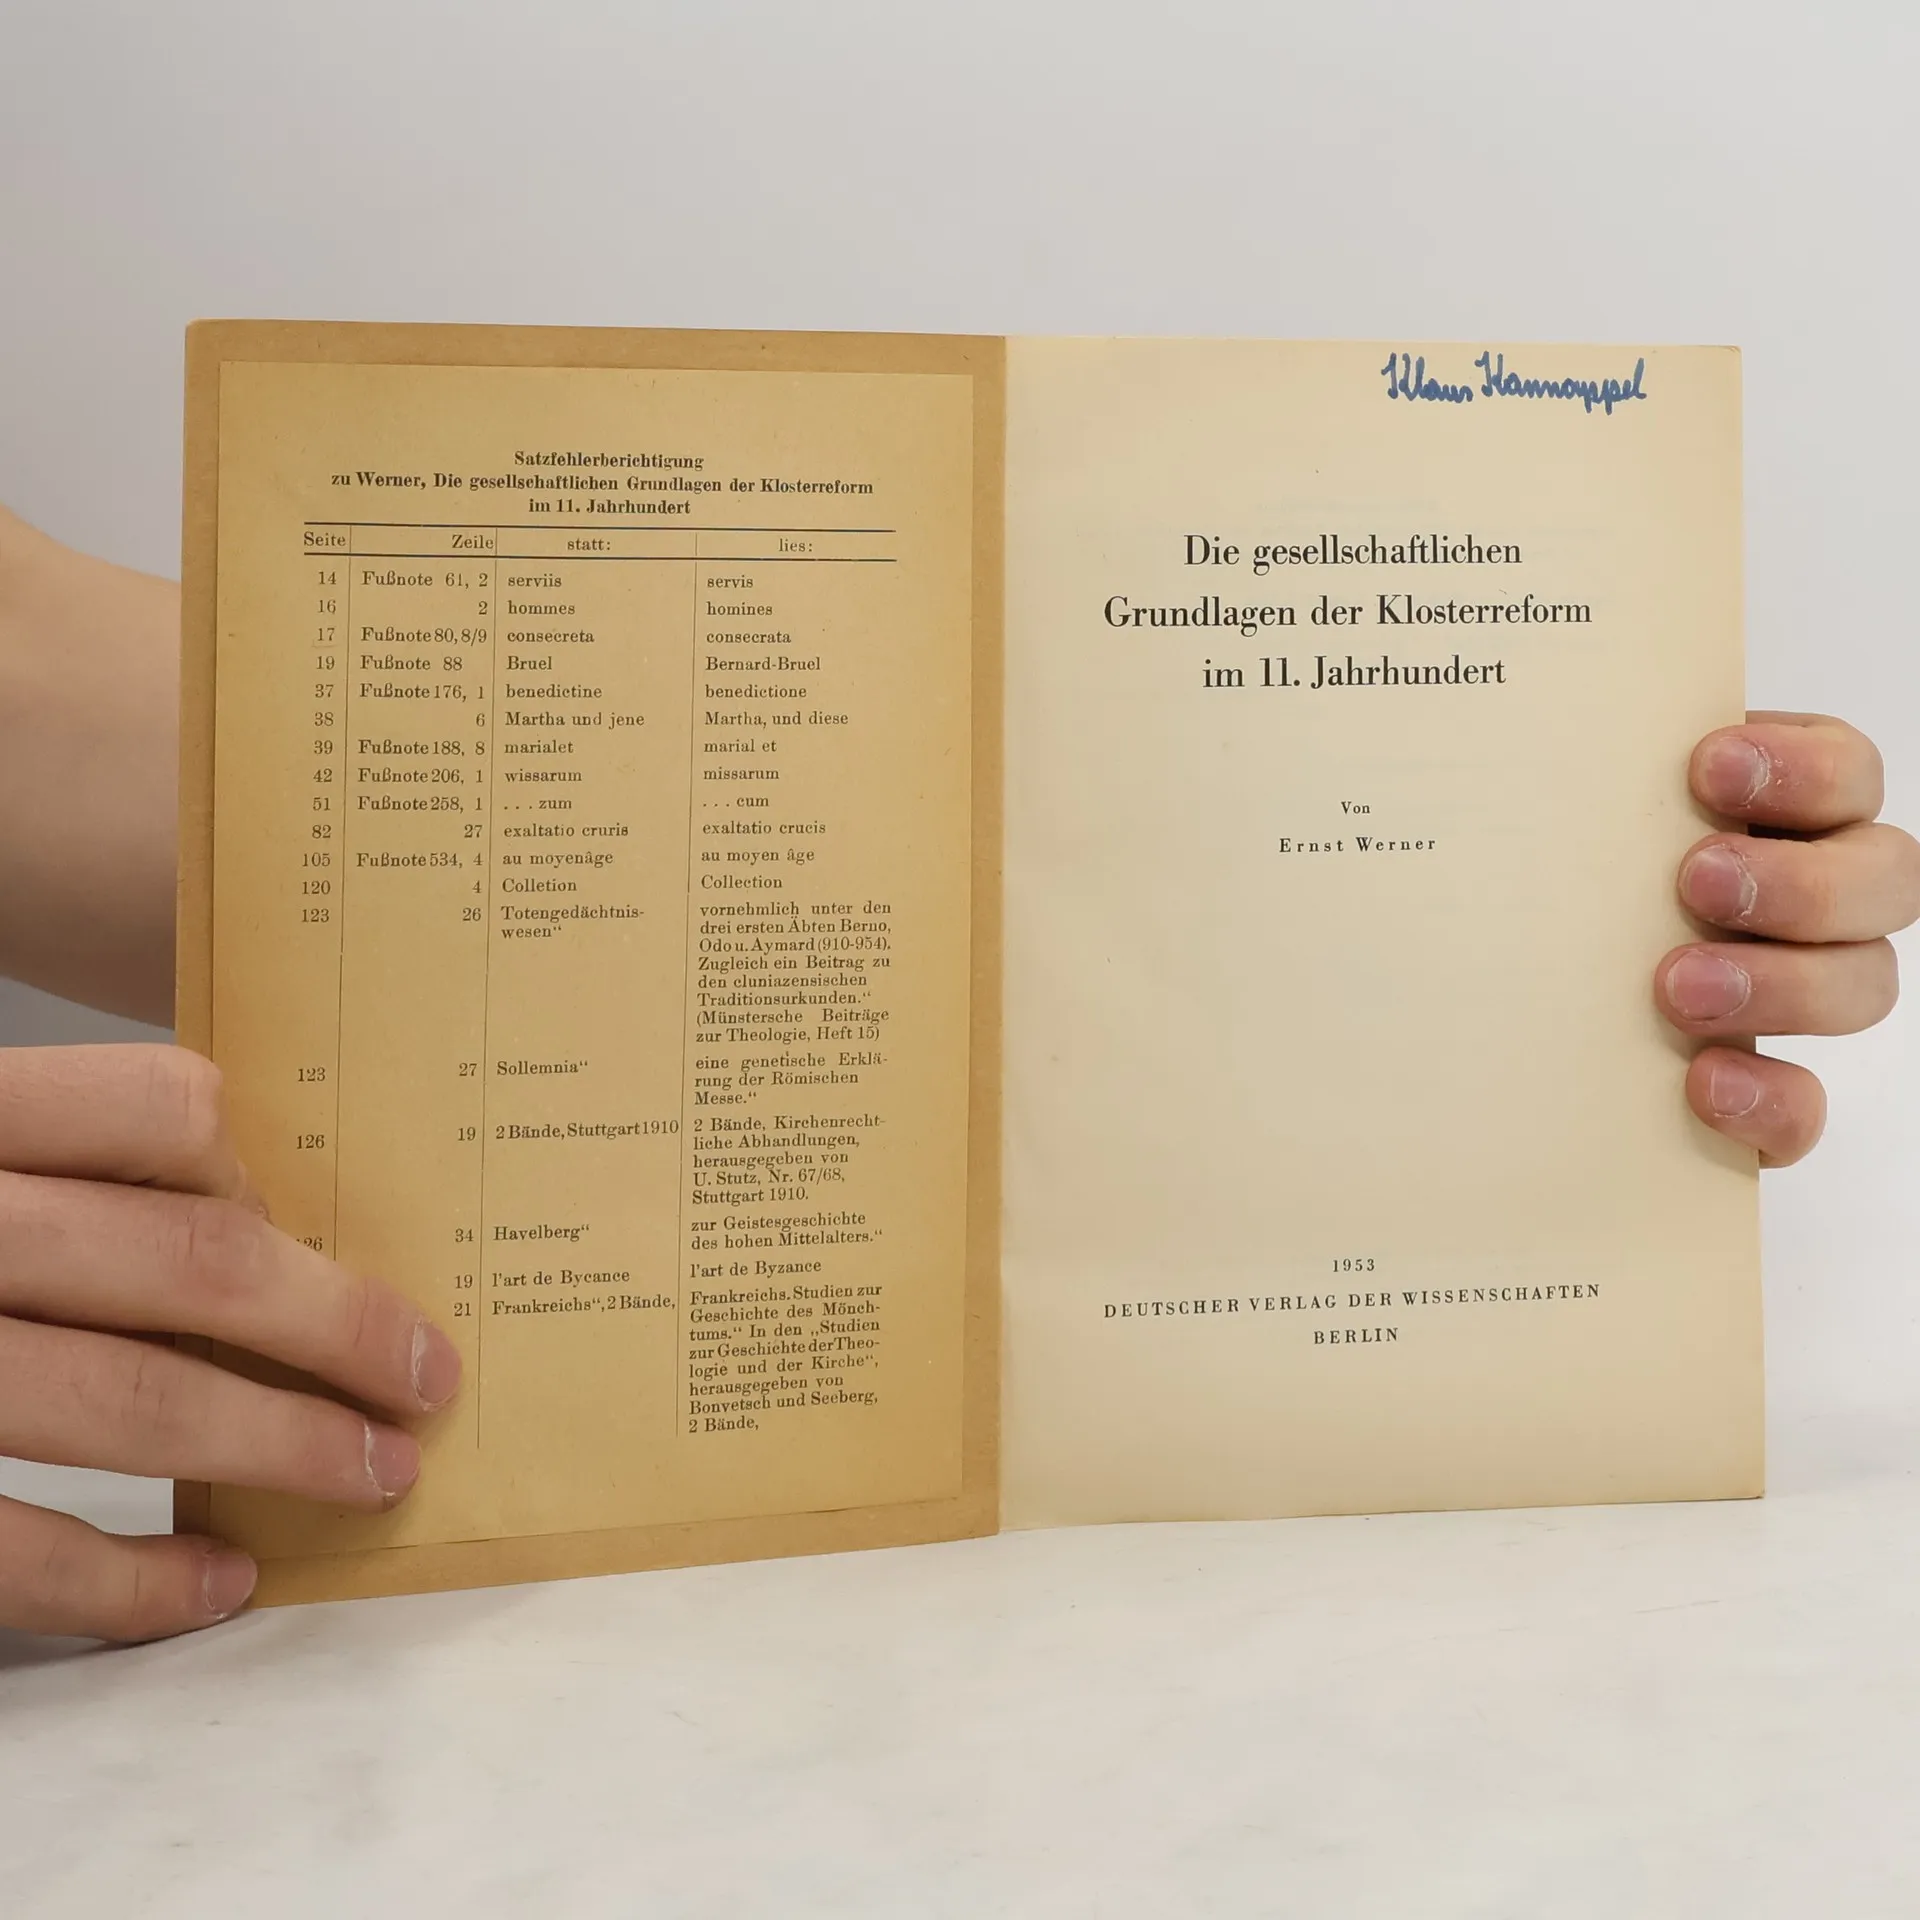 Satzfehlerberichtigung
zu Werner, Die gesellschaftlichen Grundlagen der Klosterreform
im 11. Jahrhundert
Seite Zeile statt: lies:
14 Fußnote 61, 2 serviis servis
16 2 hommes homines
17 Fußnote 80, 8/9 consecreta consecrata
19 Fußnote 88 Bruel Bernard-Bruel
37 Fußnote 176, 1 benedictine benedictione
38 6 Martha und jene Martha, und diese
39 Fußnote 188, 8 marialet marial et
42 Fußnote 206, 1 wissarum missarum
51 Fußnote 258, 1 . . . zum . . . cum
82 27 exaltatio cruris exaltatio crucis
105 Fußnote 534, 4 au moyenâge au moyen âge
120 4 Colletion Collection
123 26 Totengedächtnis- vornehmlich unter den
wesen“ drei ersten Äbten Berno,
Odo u. Aymard (910-954).
Zugleich ein Beitrag zu
den cluniazensischen
Traditionsurkunden.“
(Münstersche Beiträge
zur Theologie, Heft 15)
123 27 Sollemnia“ eine genetische Erklä-
rung der Römischen
Messe.“
126 19 2 Bände, Stuttgart 1910 2 Bände, Kirchenrecht-
liche Abhandlungen,
herausgegeben von
U. Stutz, Nr. 67/68,
Stuttgart 1910.
126 34 Havelberg“ zur Geistesgeschichte
des hohen Mittelalters.“
19 l'art de Bycance l'art de Byzance
21 Frankreichs“, 2 Bände, Frankreichs. Studien zur
Geschichte des Mönch-
tums.“ In den „Studien
zur Geschichte der Theo-
logie und der Kirche“,
herausgegeben von
Bonvetsch und Seeberg,
2 Bände,
Klaus Kannappel
Die gesellschaftlichen
Grundlagen der Klosterreform
im 11. Jahrhundert
Von
Ernst Werner
1953
DEUTSCHER VERLAG DER WISSENSCHAFTEN
BERLIN